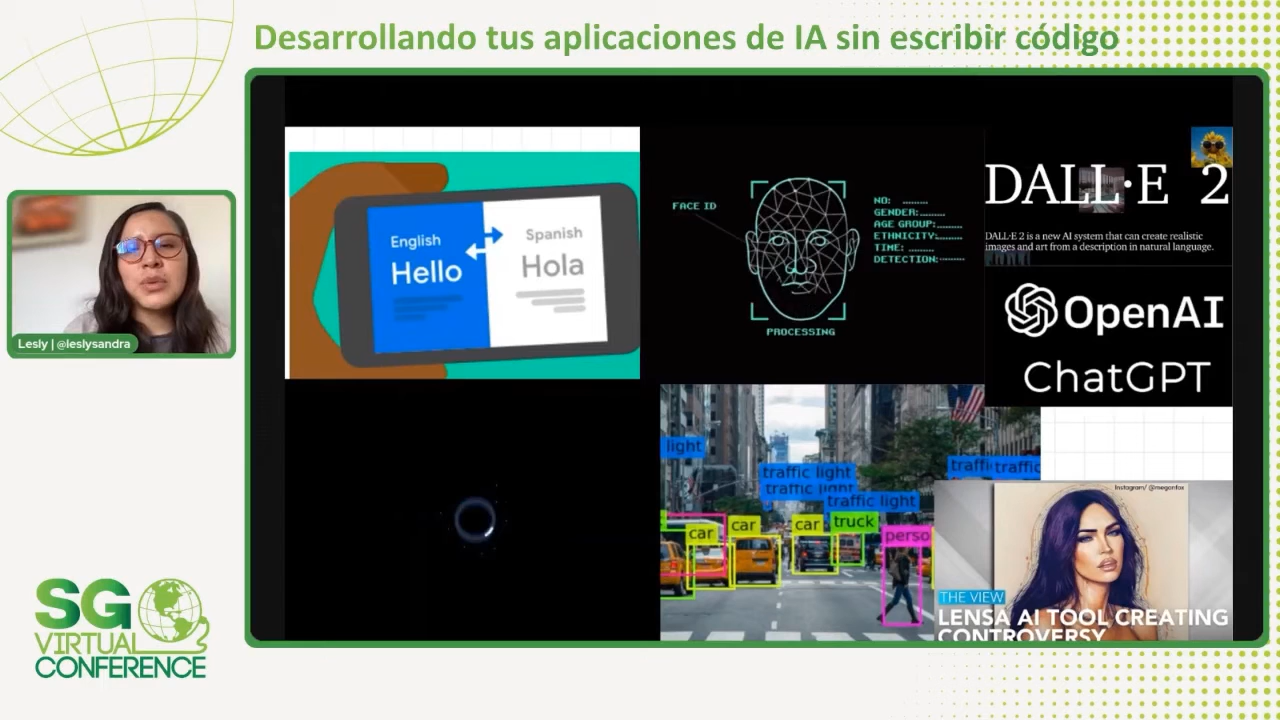 Desarrollando tus aplicaciones de IA sin escribir código
Lesly | @leslysandra
SG
VIRTUAL
CONFERENCE
English
Hello
Spanish
Hola
FACE ID
NO:
GENDER:
AGE GROUP:
ETHNICITY:
TIME:
DETECTION:
PROCESSING
DALL·E 2
DALL·E 2 is a new AI system that can create realistic
images and art from a description in natural language.
OpenAI
ChatGPT
light
traffic light
traffic light
traffic light
traffi
traffic
car
car
car
truck
perso
Instagram/ @meganfox
THE VIEW
LENSA AI TOOL CREATING
CONTROVERSY